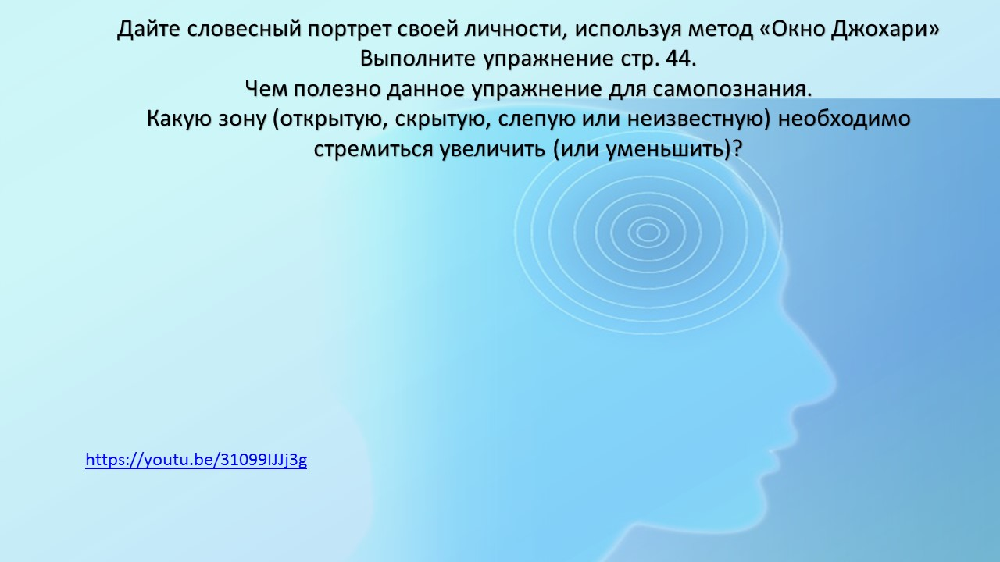 Дайте словесный портрет своей личности, используя метод «Окно Джохари»
Выполните упражнение стр. 44.
Чем полезно данное упражнение для самопознания.
Какую зону (открытую, скрытую, слепую или неизвестную) необходимо
стремиться увеличить (или уменьшить)?
https://youtu.be/31099IJJj3g